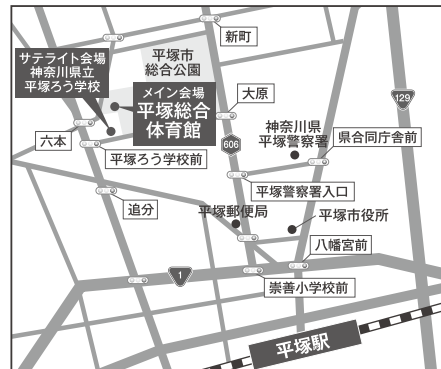 新町
平塚市
総合公園
サテライト会場
神奈川県立
平塚ろう学校
メイン会場
平塚総合
体育館
大原
129
六本
606
神奈川県
平塚警察署
県合同庁舎前
平塚ろう学校前
平塚警察署入口
追分
平塚郵便局
平塚市役所
八幡宮前
1
崇善小学校前
平塚駅